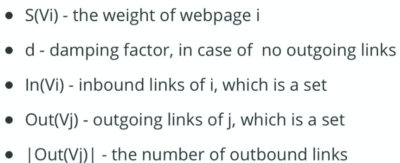 • S(Vi) - the weight of webpage i
• d - damping factor, in case of no outgoing links
• In(Vi) - inbound links of i, which is a set
• Out(Vj) - outgoing links of j, which is a set
• |Out(Vj)| - the number of outbound links